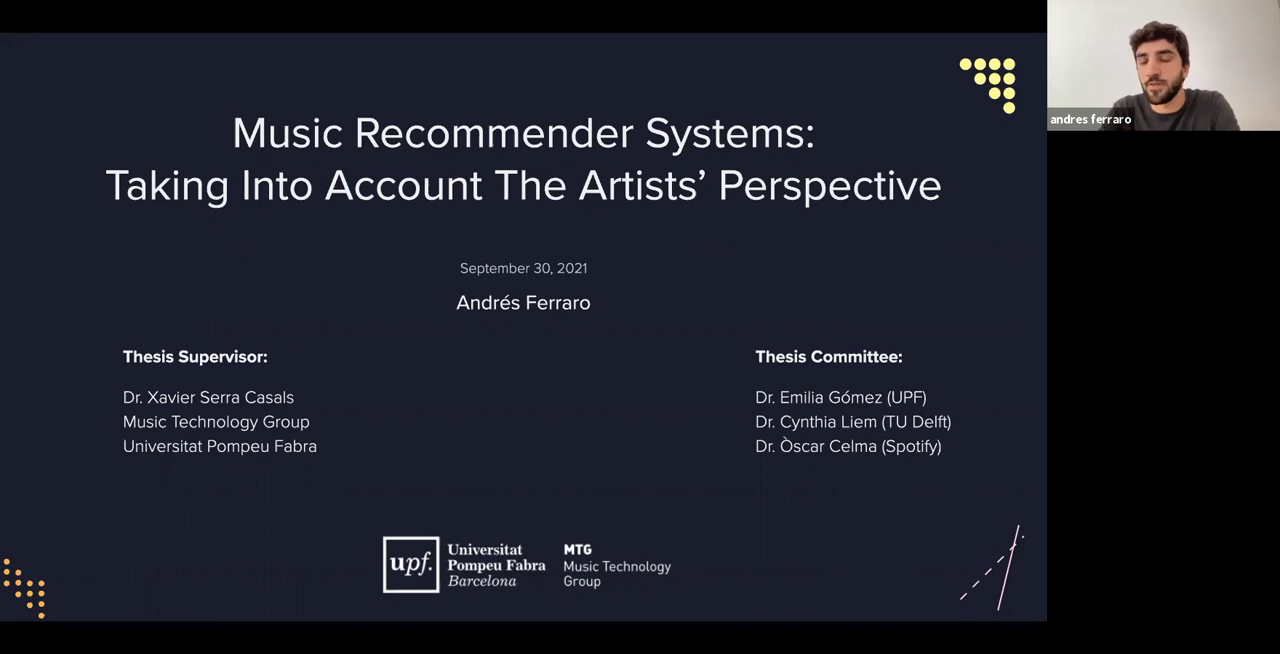 Music Recommender Systems:
Taking Into Account The Artists’ Perspective
September 30, 2021
Andrés Ferraro
Thesis Supervisor:
Dr. Xavier Serra Casals
Music Technology Group
Universitat Pompeu Fabra
Thesis Committee:
Dr. Emilia Gómez (UPF)
Dr. Cynthia Liem (TU Delft)
Dr. Òscar Celma (Spotify)
upf.
Universitat
Pompeu Fabra
Barcelona
MTG
Music Technology
Group
andres ferraro